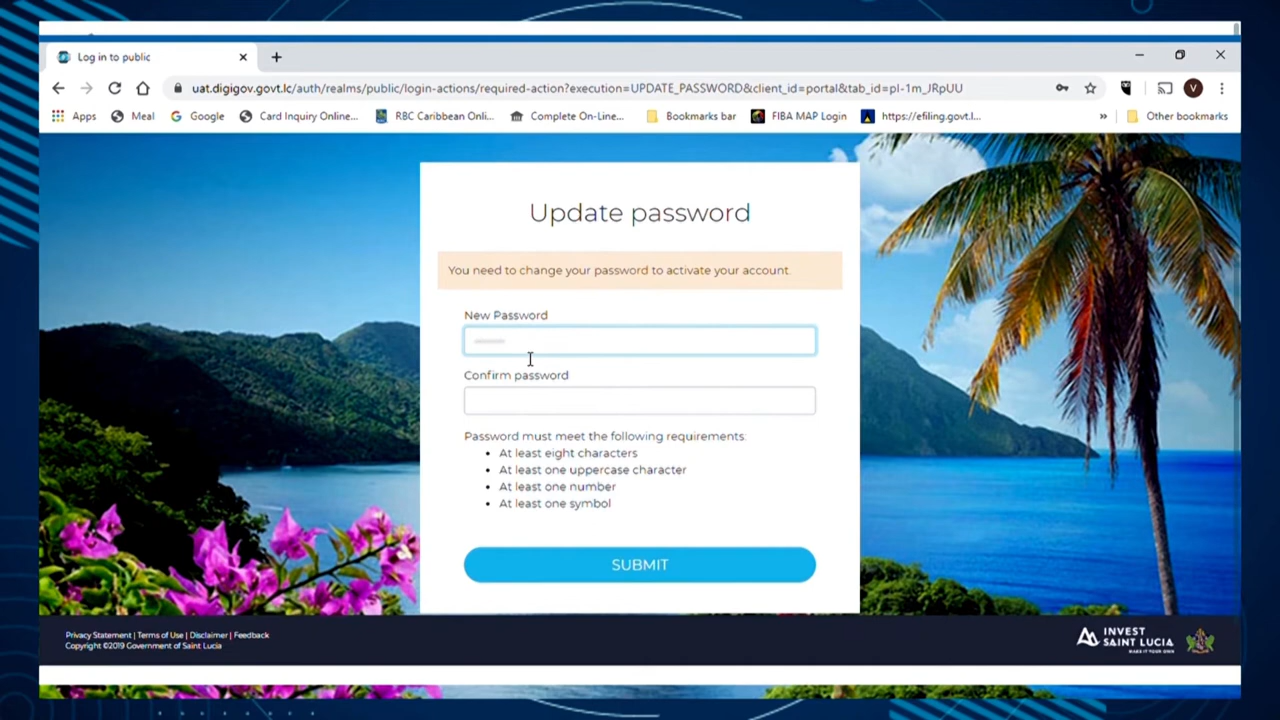 Log in to public
uat.digigov.govt.lc/auth/realms/public/login-actions/required-action?execution=UPDATE_PASSWORD&client_id=portal&tab_id=pl-1m_JRpUU
V
Apps Meal Google Card Inquiry Online... RBC Caribbean Onli... Complete On-Line... Bookmarks bar FIBA MAP Login https://efiling.govt.l... » Other bookmarks
Update password
You need to change your password to activate your account.
New Password
Confirm password
Password must meet the following requirements:
• At least eight characters
• At least one uppercase character
• At least one number
• At least one symbol
SUBMIT
Privacy Statement | Terms of Use | Disclaimer | Feedback
Copyright ©2019 Government of Saint Lucia
INVEST
SAINT LUCIA
MAKE IT YOUR OWN